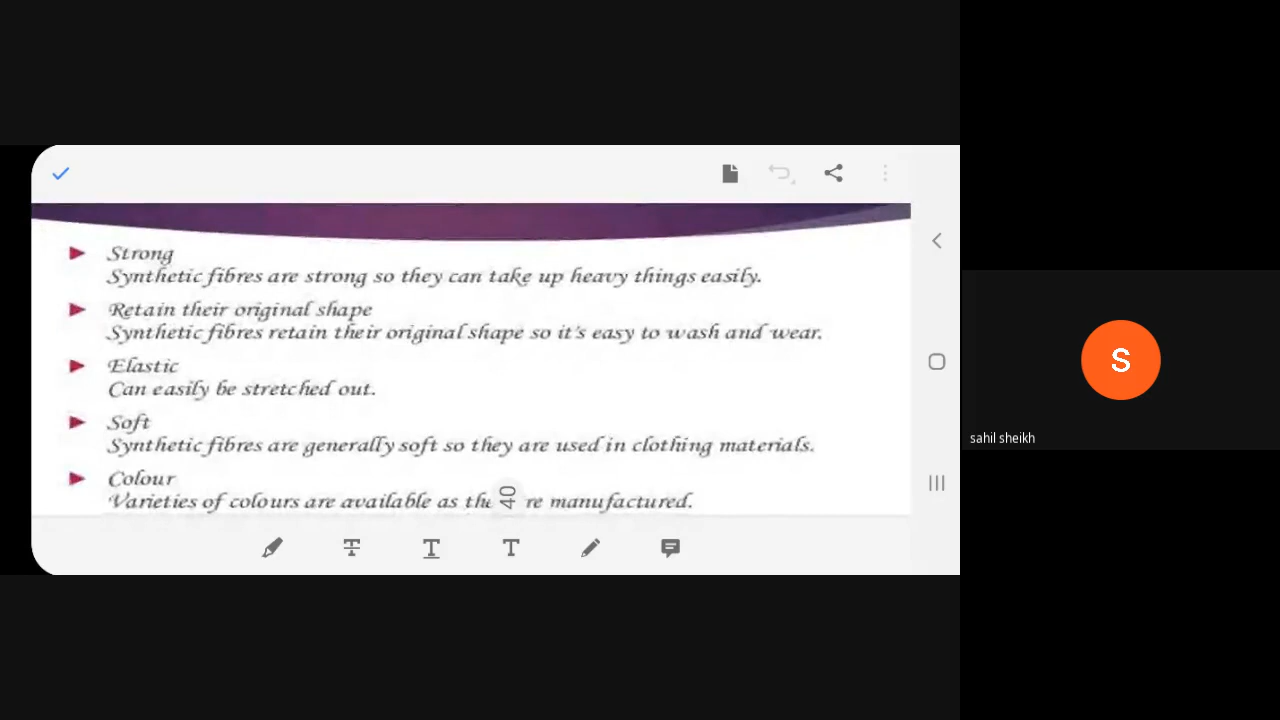 Strong
Synthetic fibres are strong so they can take up heavy things easily.
Retain their original shape
Synthetic fibres retain their original shape so it's easy to wash and wear.
Elastic
Can easily be stretched out.
Soft
Synthetic fibres are generally soft so they are used in clothing materials.
Colour
Varieties of colours are available as the re manufactured.
40
S
sahil sheikh